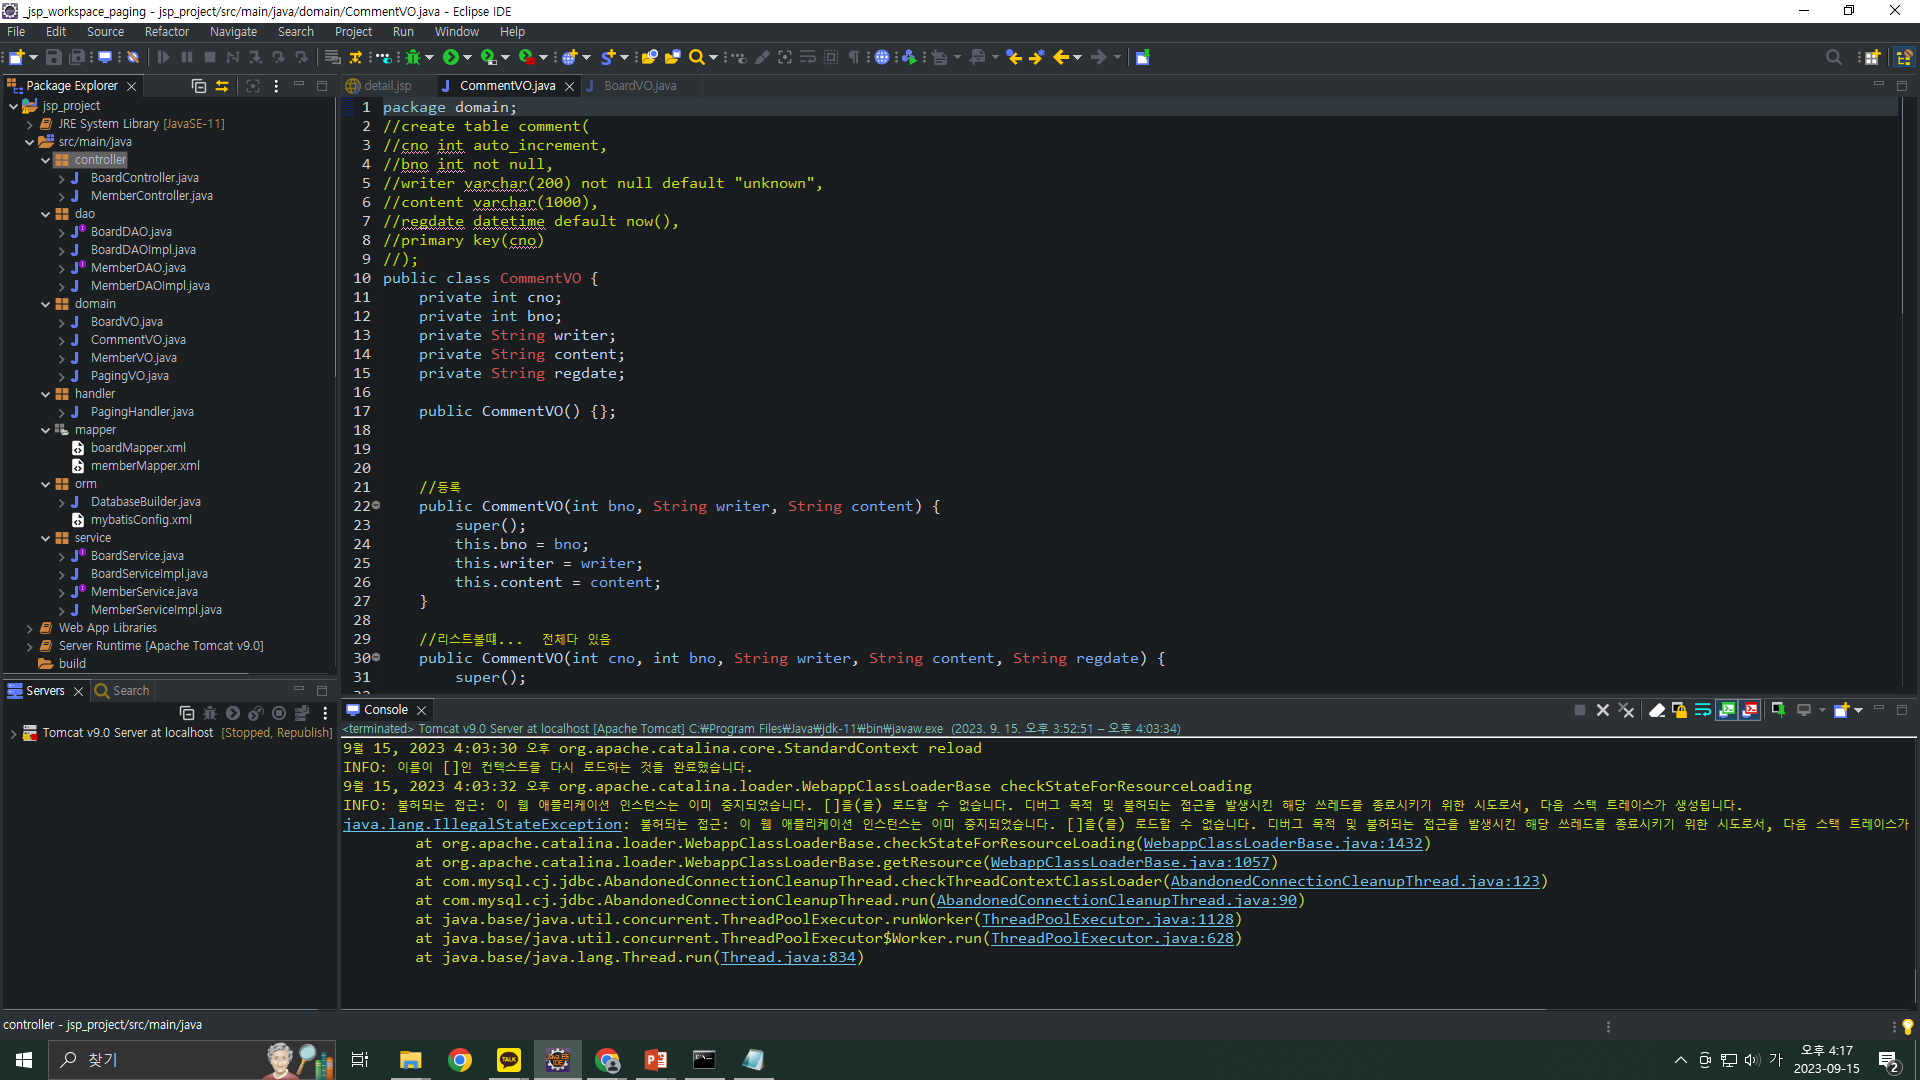 _jsp_workspace_paging - jsp_project/src/main/java/domain/CommentVO.java - Eclipse IDE
File Edit Source Refactor Navigate Search Project Run Window Help
Package Explorer
jsp_project
JRE System Library [JavaSE-11]
src/main/java
controller
BoardController.java
MemberController.java
dao
BoardDAO.java
BoardDAOImpl.java
MemberDAO.java
MemberDAOImpl.java
domain
BoardVO.java
CommentVO.java
MemberVO.java
PagingVO.java
handler
PagingHandler.java
mapper
boardMapper.xml
memberMapper.xml
orm
DatabaseBuilder.java
mybatisConfig.xml
service
BoardService.java
BoardServiceImpl.java
MemberService.java
MemberServiceImpl.java
Web App Libraries
Server Runtime [Apache Tomcat v9.0]
build
detail.jsp CommentVO.java BoardVO.java
1 package domain;
2 //create table comment(
3 //cno int auto_increment,
4 //bno int not null,
5 //writer varchar(200) not null default "unknown",
6 //content varchar(1000),
7 //regdate datetime default now(),
8 //primary key(cno)
9 //);
10 public class CommentVO {
11 private int cno;
12 private int bno;
13 private String writer;
14 private String content;
15 private String regdate;
16
17 public CommentVO() {};
18
19
20
21 //등록
22 public CommentVO(int bno, String writer, String content) {
23 super();
24 this.bno = bno;
25 this.writer = writer;
26 this.content = content;
27 }
28
29 //리스트볼떄... 전체다 있음
30 public CommentVO(int cno, int bno, String writer, String content, String regdate) {
31 super();
Servers Search
Tomcat v9.0 Server at localhost [Stopped, Republish]
Console
<terminated> Tomcat v9.0 Server at localhost [Apache Tomcat] C:₩Program Files₩Java₩jdk-11₩bin₩javaw.exe (2023. 9. 15. 오후 3:52:51 – 오후 4:03:34)
9월 15, 2023 4:03:30 오후 org.apache.catalina.core.StandardContext reload
INFO: 이름이 []인 컨텍스트를 다시 로드하는 것을 완료했습니다.
9월 15, 2023 4:03:32 오후 org.apache.catalina.loader.WebappClassLoaderBase checkStateForResourceLoading
INFO: 불허되는 접근: 이 웹 애플리케이션 인스턴스는 이미 중지되었습니다. []을(를) 로드할 수 없습니다. 디버그 목적 및 불허되는 접근을 발생시킨 해당 쓰레드를 종료시키기 위한 시도로서, 다음 스택 트레이스가 생성됩니다.
java.lang.IllegalStateException: 불허되는 접근: 이 웹 애플리케이션 인스턴스는 이미 중지되었습니다. []을(를) 로드할 수 없습니다. 디버그 목적 및 불허되는 접근을 발생시킨 해당 쓰레드를 종료시키기 위한 시도로서, 다음 스택 트레이스가
at org.apache.catalina.loader.WebappClassLoaderBase.checkStateForResourceLoading(WebappClassLoaderBase.java:1432)
at org.apache.catalina.loader.WebappClassLoaderBase.getResource(WebappClassLoaderBase.java:1057)
at com.mysql.cj.jdbc.AbandonedConnectionCleanupThread.checkThreadContextClassLoader(AbandonedConnectionCleanupThread.java:123)
at com.mysql.cj.jdbc.AbandonedConnectionCleanupThread.run(AbandonedConnectionCleanupThread.java:90)
at java.base/java.util.concurrent.ThreadPoolExecutor.runWorker(ThreadPoolExecutor.java:1128)
at java.base/java.util.concurrent.ThreadPoolExecutor$Worker.run(ThreadPoolExecutor.java:628)
at java.base/java.lang.Thread.run(Thread.java:834)
controller - jsp_project/src/main/java
찾기
TALK
가
오후 4:17
2023-09-15
2